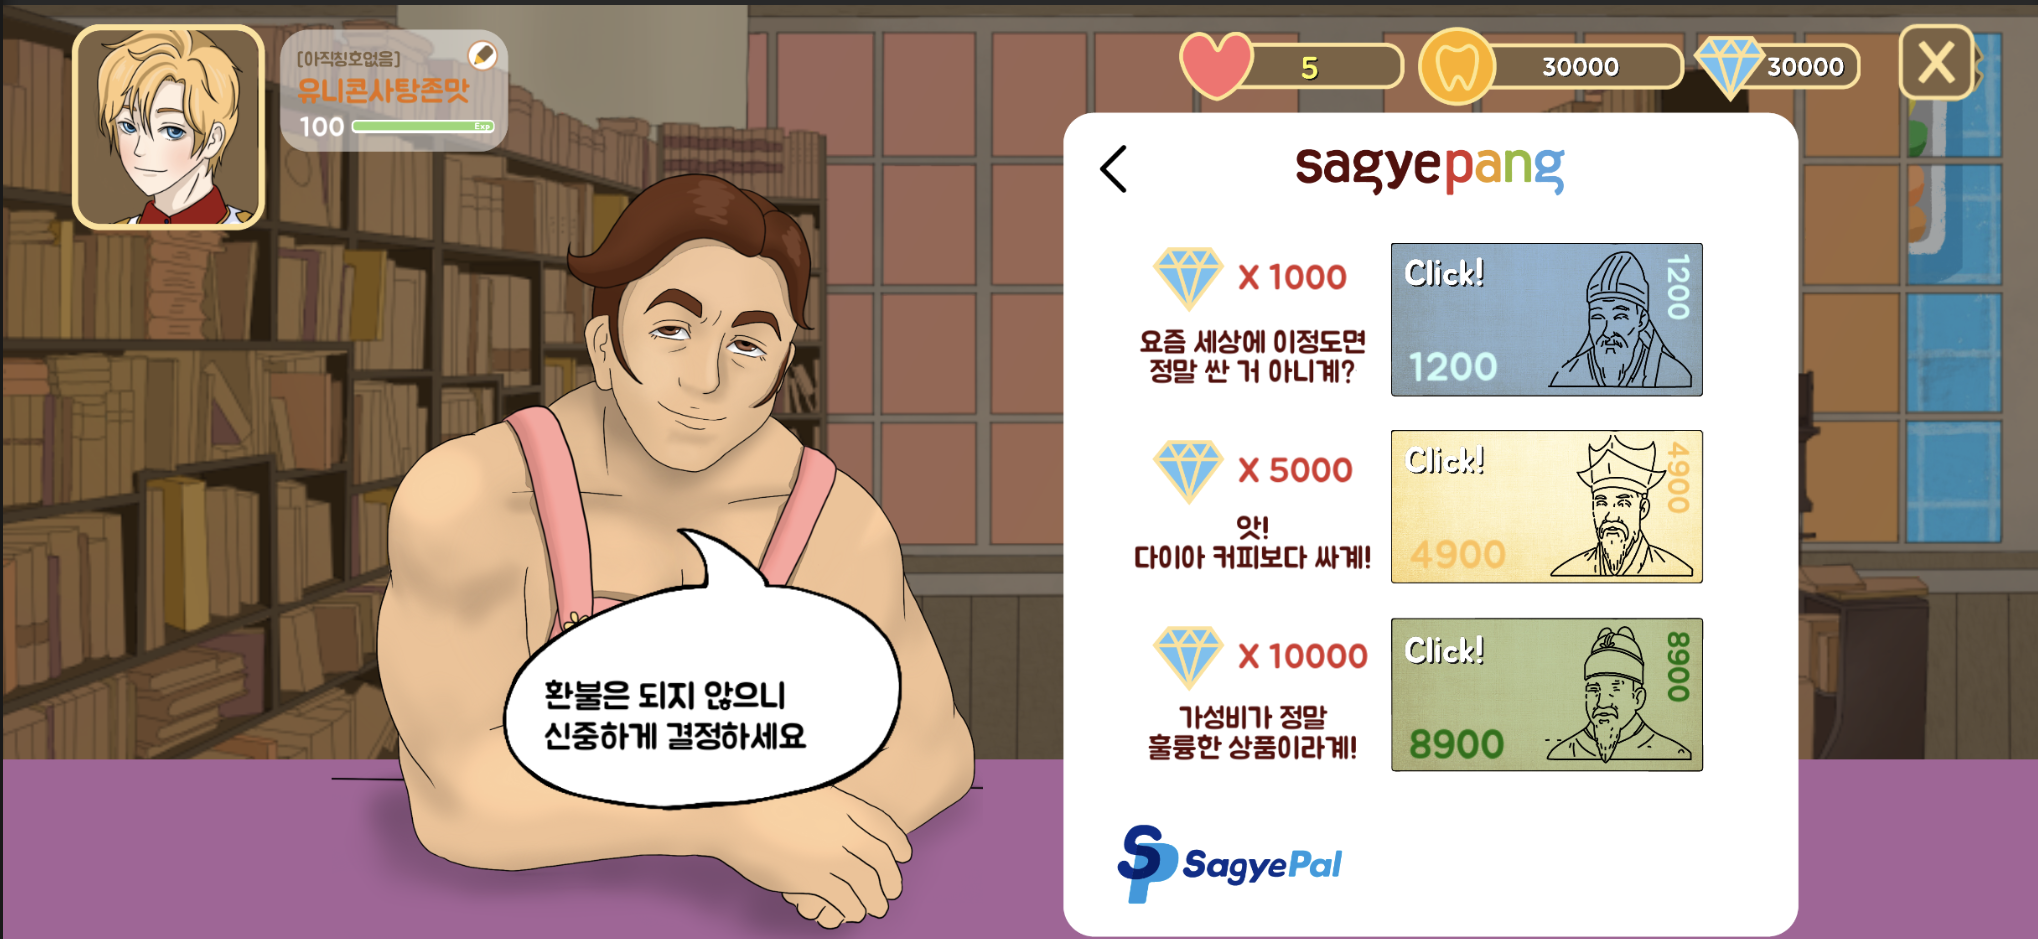 [아직칭호없음]
유니콘사탕존맛
100
Exp
5
30000
30000
X
sagyepang
X 1000
요즘 세상에 이정도면
정말 싼 거 아니계?
Click!
1200
1200
X 5000
앗!
다이아 커피보다 싸계!
Click!
4900
4900
X 10000
가성비가 정말
훌륭한 상품이라계!
Click!
8900
8900
환불은 되지 않으니
신중하게 결정하세요
SP SagyePal